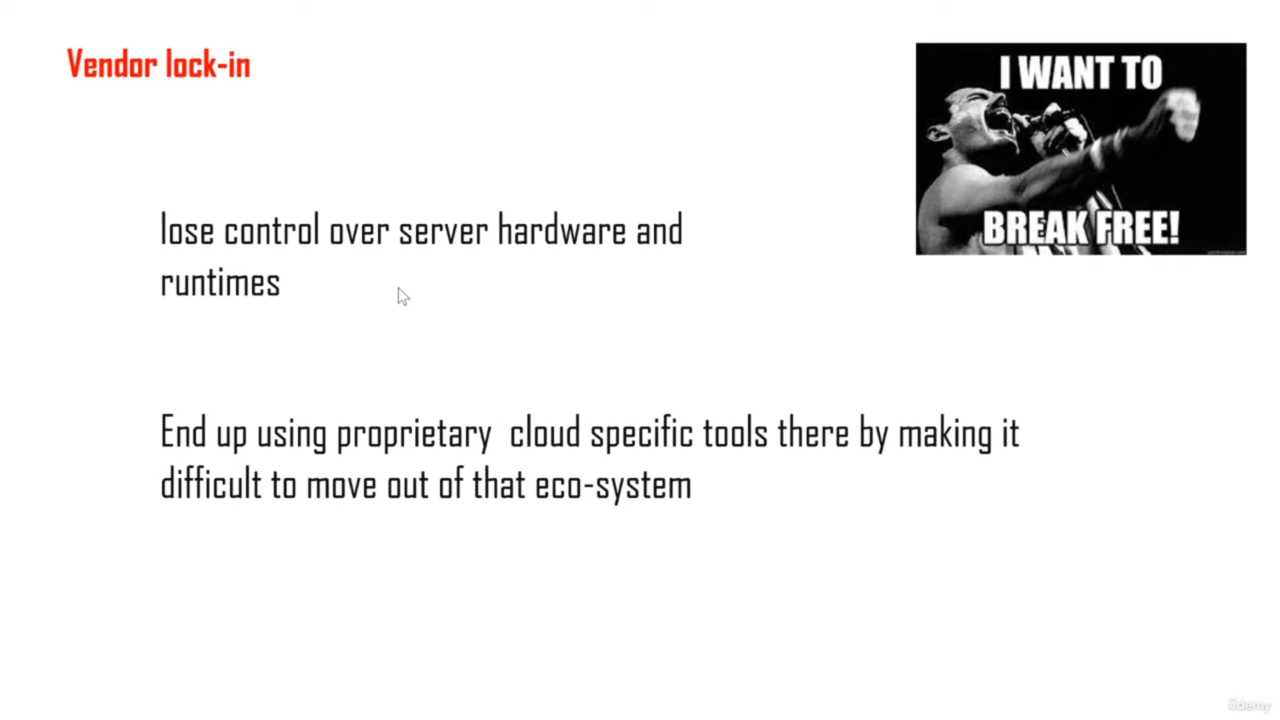 Vendor lock-in
I WANT TO
BREAK FREE!
lose control over server hardware and
runtimes
End up using proprietary  cloud specific tools there by making it
difficult to move out of that eco-system
ûdemy